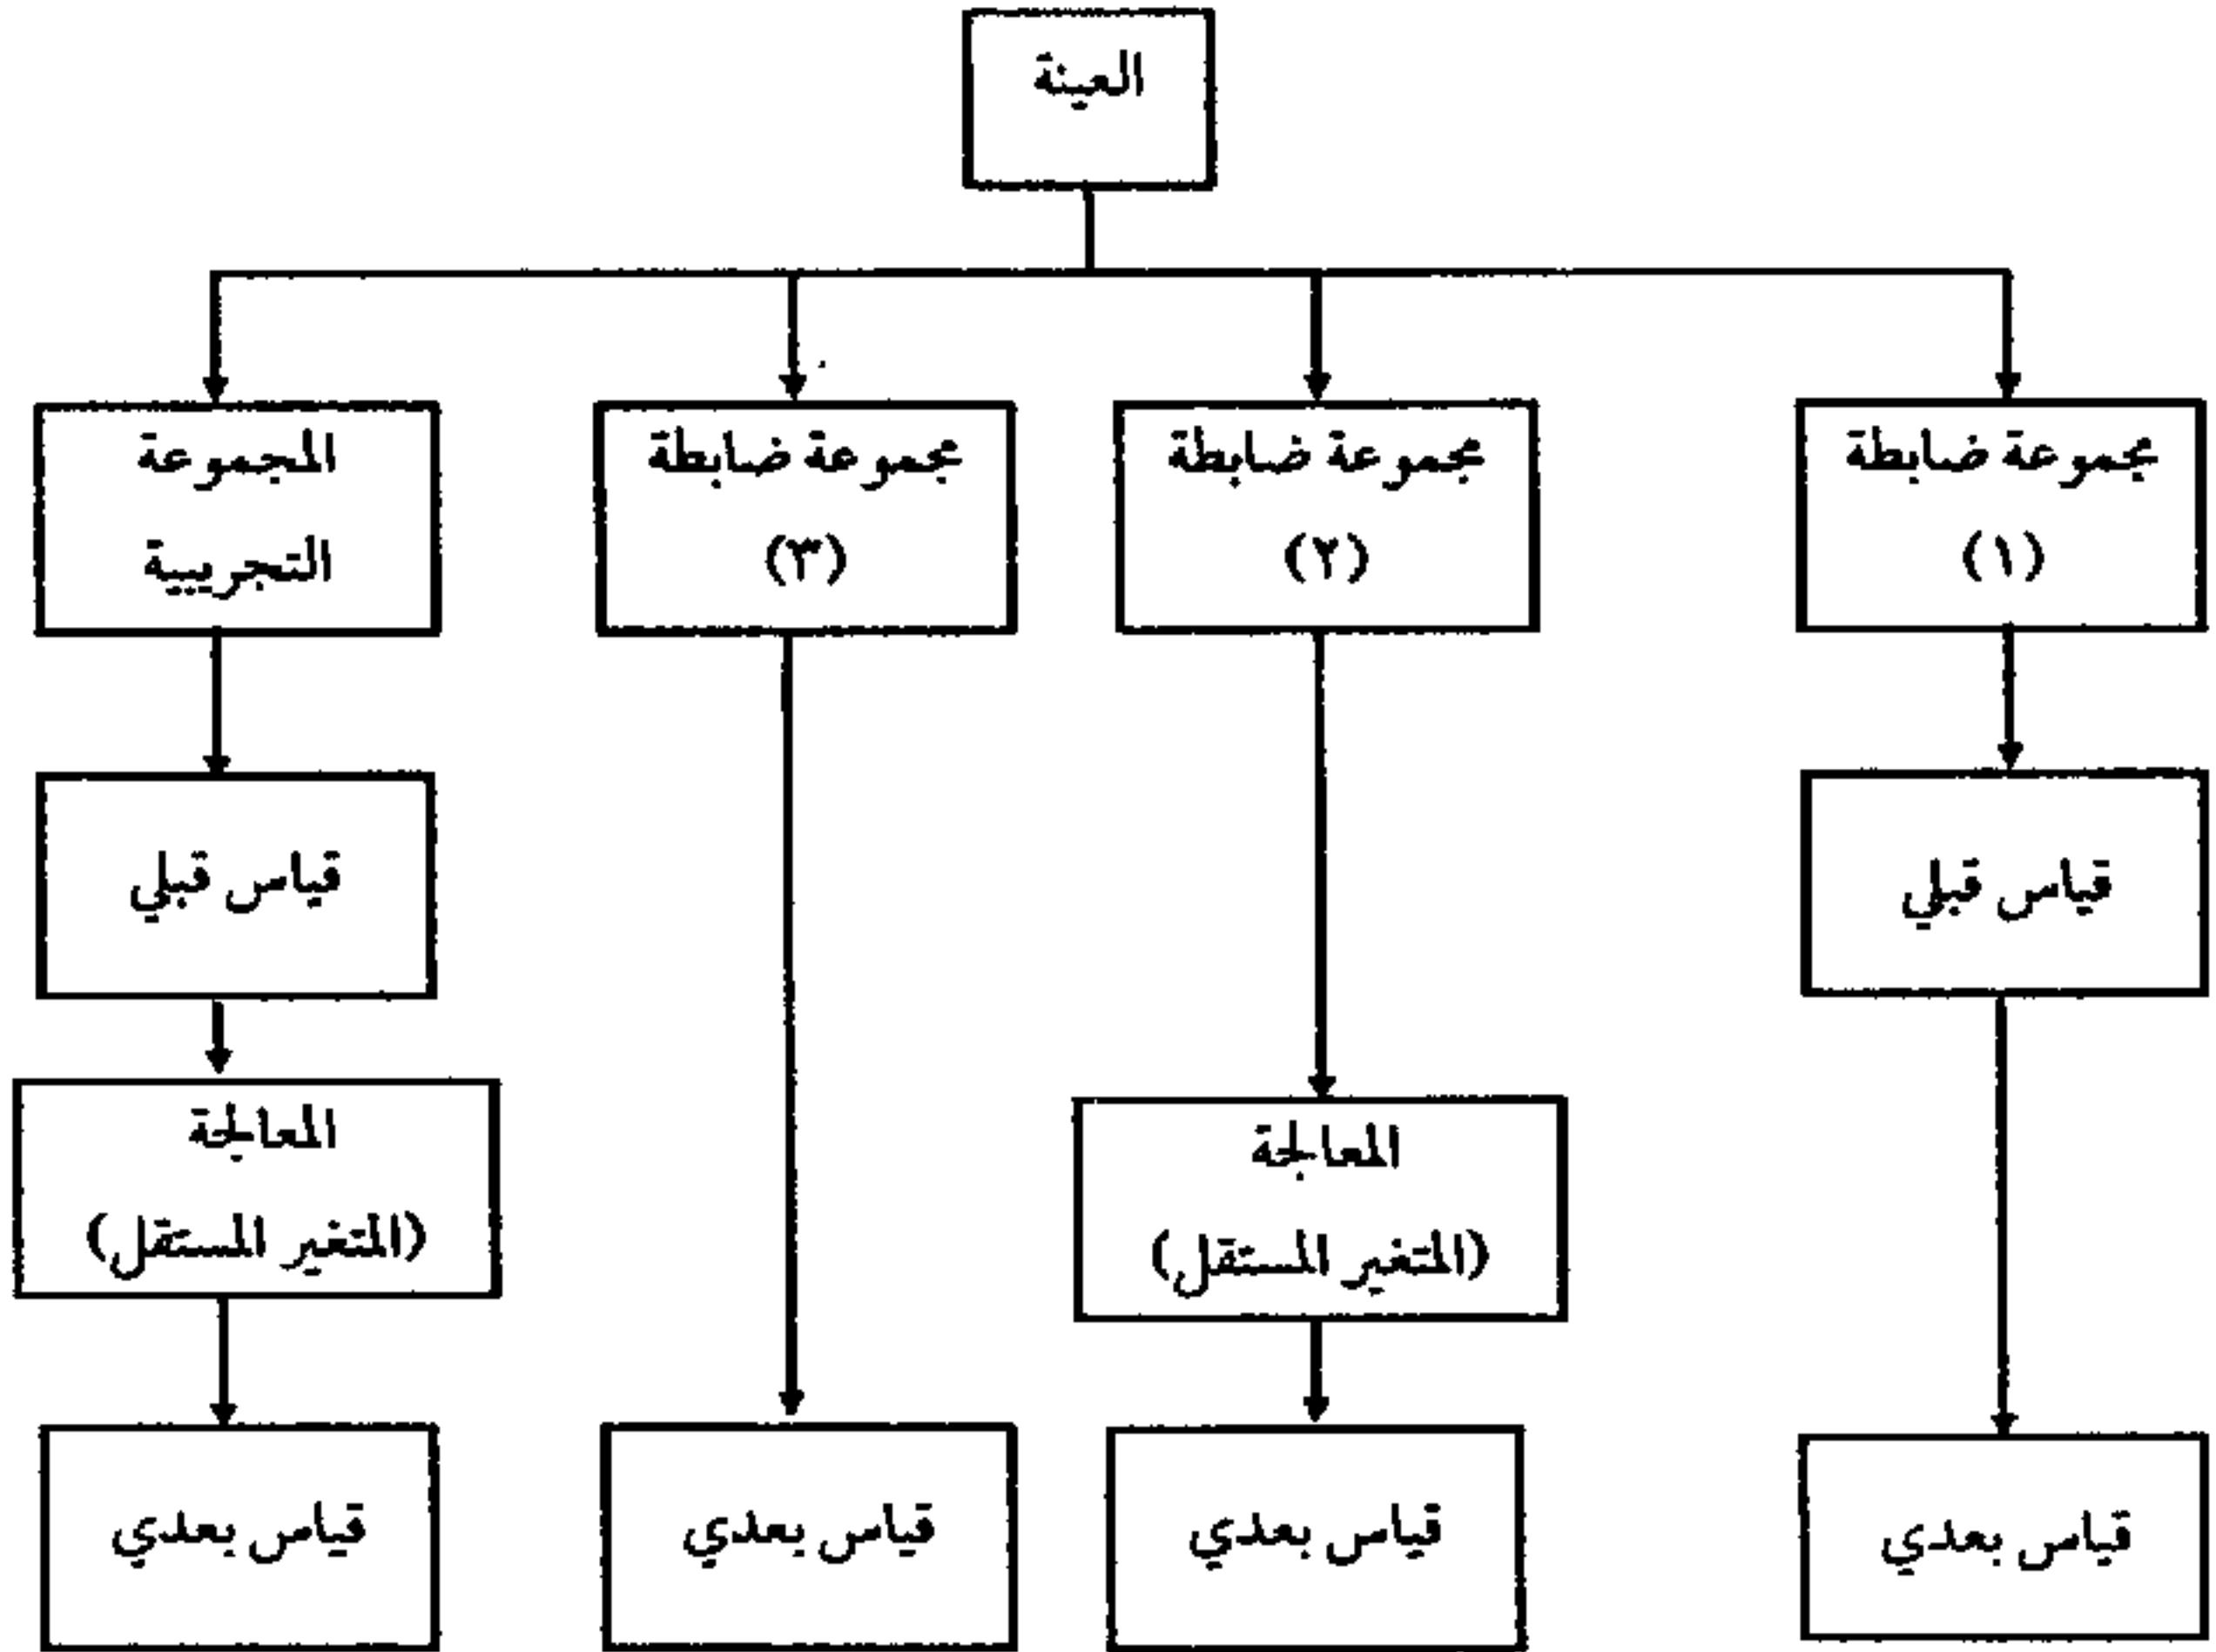 العينة
مجموعة ضابطة
(١)
مجموعة ضابطة
(٢)
مجموعة ضابطة
(٣)
المجموعة
التجريبية
قياس قبلي
قياس قبلي
المعالجة
(المتغير المستقل)
المعالجة
(المتغير المستقل)
قياس بعدي
قياس بعدي
قياس بعدي
قياس بعدي